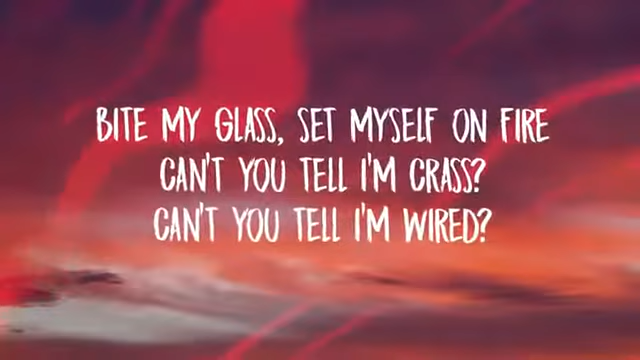 BITE MY GLASS, SET MYSELF ON FIRE
CAN'T YOU TELL I'M CRASS?
CAN'T YOU TELL I'M WIRED?